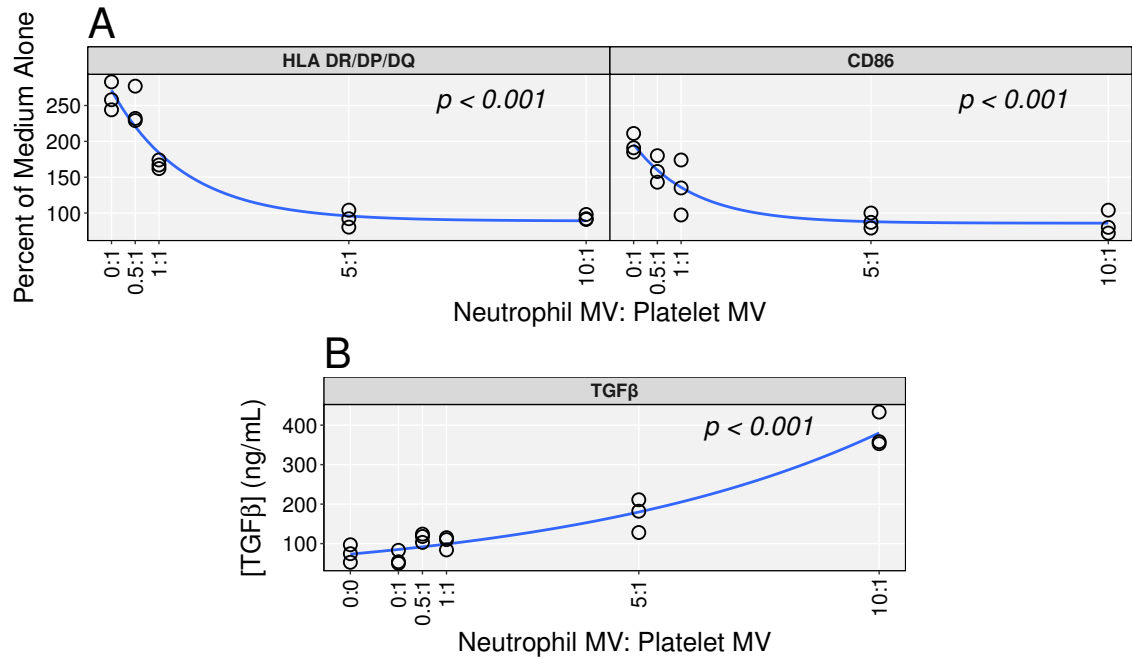 A
HLA DR/DP/DQ
CD86
Percent of Medium Alone
250
200
150
100
p < 0.001
p < 0.001
0:1
0.5:1
1:1
5:1
10:1
0:1
0.5:1
1:1
5:1
10:1
Neutrophil MV: Platelet MV
B
TGFβ
[TGFβ] (ng/mL)
400
300
200
100
p < 0.001
0:0
0:1
0.5:1
1:1
5:1
10:1
Neutrophil MV: Platelet MV